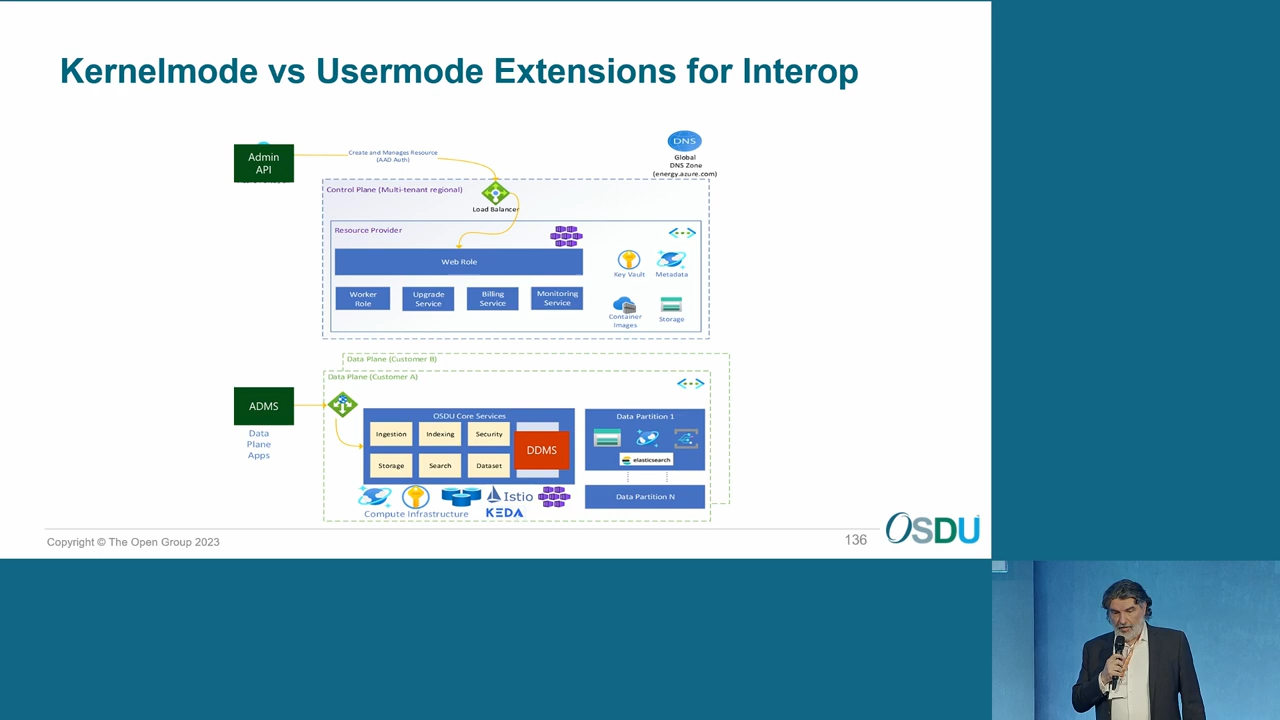 Kernelmode vs Usermode Extensions for Interop
Admin
API
Create and Manages Resource
(AAD Auth)
DNS
Global
DNS Zone
(energy.azure.com)
Control Plane (Multi-tenant regional)
Load Balancer
Resource Provider
Web Role
Key Vault
Metadata
Worker
Role
Upgrade
Service
Billing
Service
Monitoring
Service
Container
Images
Storage
Data Plane (Customer B)
Data Plane (Customer A)
ADMS
Data
Plane
Apps
OSDU Core Services
Ingestion
Indexing
Security
DDMS
Storage
Search
Dataset
Data Partition 1
elasticsearch
Data Partition N
Istio
Compute Infrastructure
KEDA
Copyright © The Open Group 2023
136
OSDU